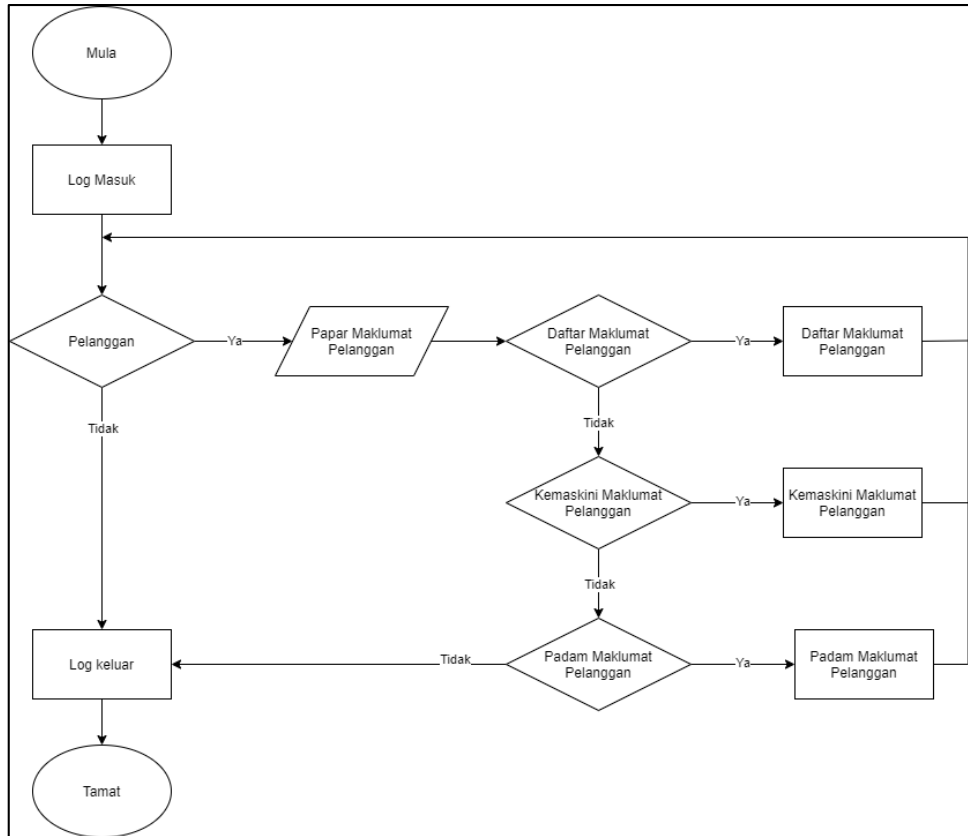 Mula
Log Masuk
Pelanggan
Ya
Papar Maklumat
Pelanggan
Daftar Maklumat
Pelanggan
Ya
Daftar Maklumat
Pelanggan
Tidak
Tidak
Kemaskini Maklumat
Pelanggan
Ya
Kemaskini Maklumat
Pelanggan
Tidak
Padam Maklumat
Pelanggan
Ya
Padam Maklumat
Pelanggan
Tidak
Log keluar
Tamat